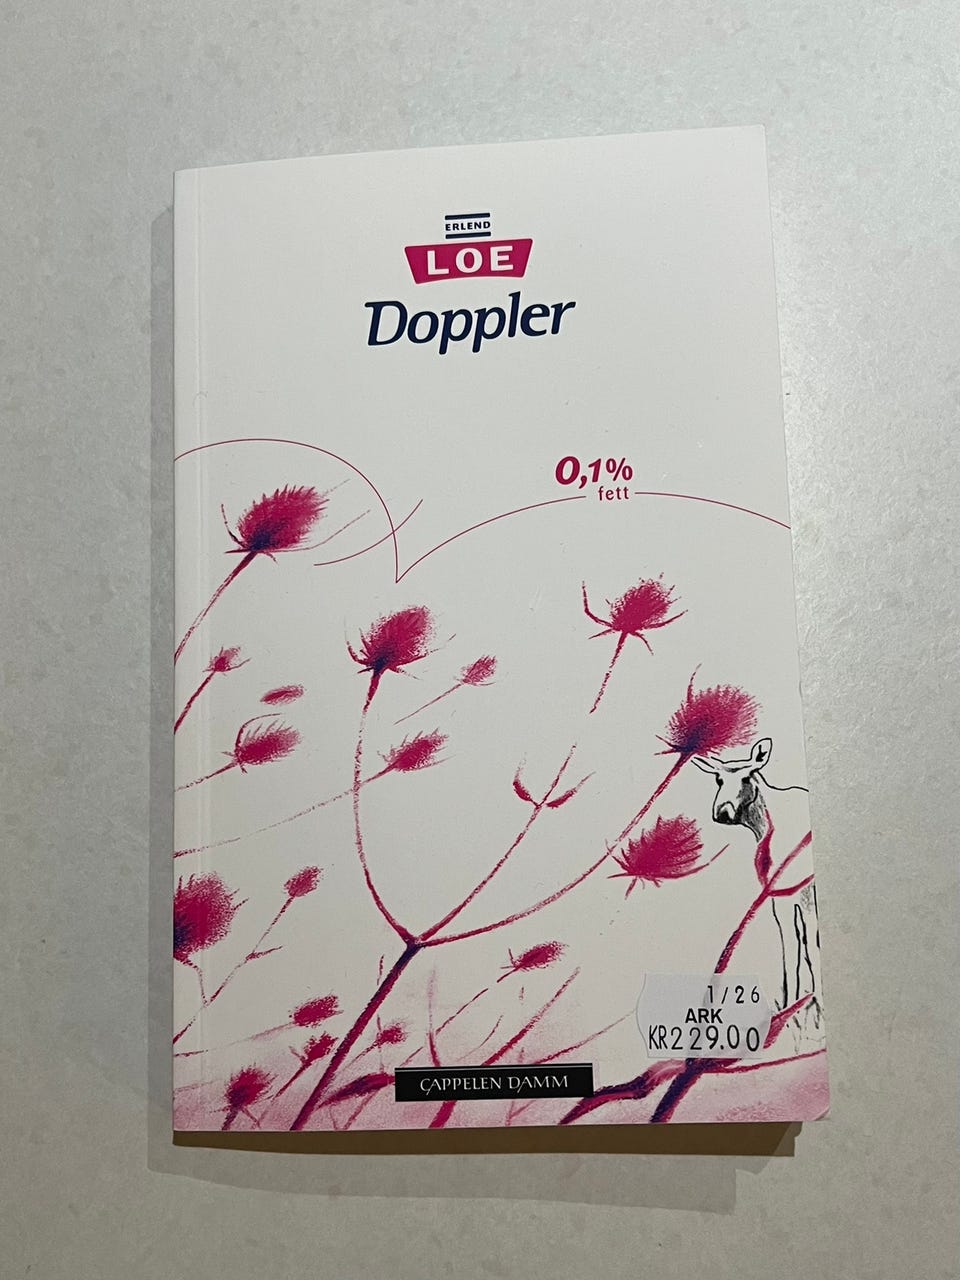 ERLEND
LOE
Doppler
0,1%
fett
1/26
ARK
KR229.00
CAPPELEN DAMM